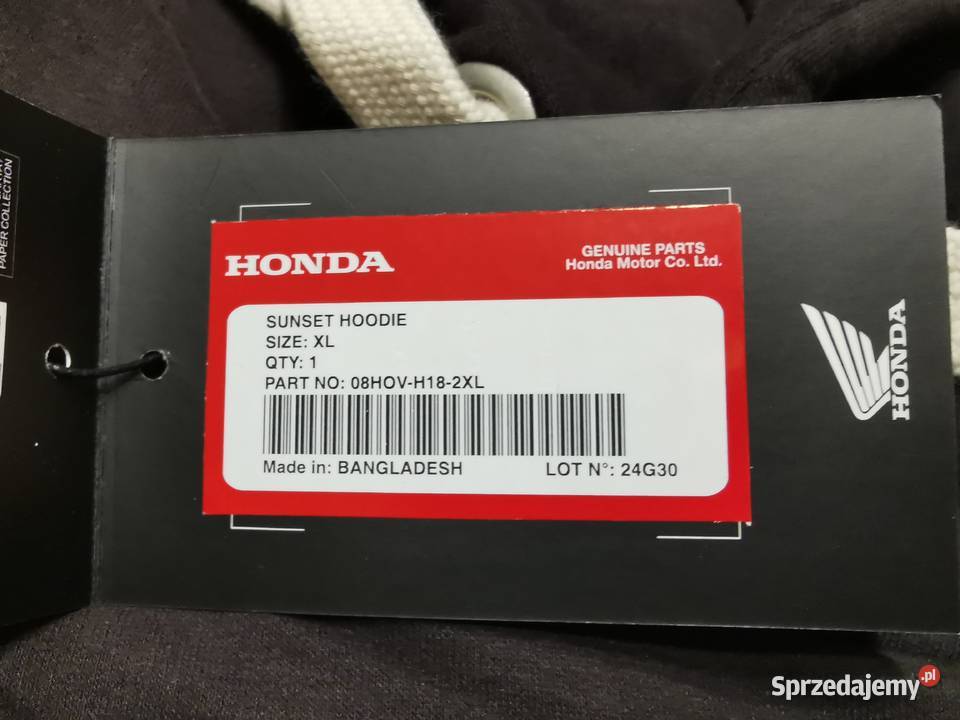 PAPER COLLECTION
HONDA
GENUINE PARTS
Honda Motor Co. Ltd.
SUNSET HOODIE
SIZE: XL
QTY: 1
PART NO: 08HOV-H18-2XL
Made in: BANGLADESH
LOT N°: 24G30
HONDA
Sprzedajemy.pl